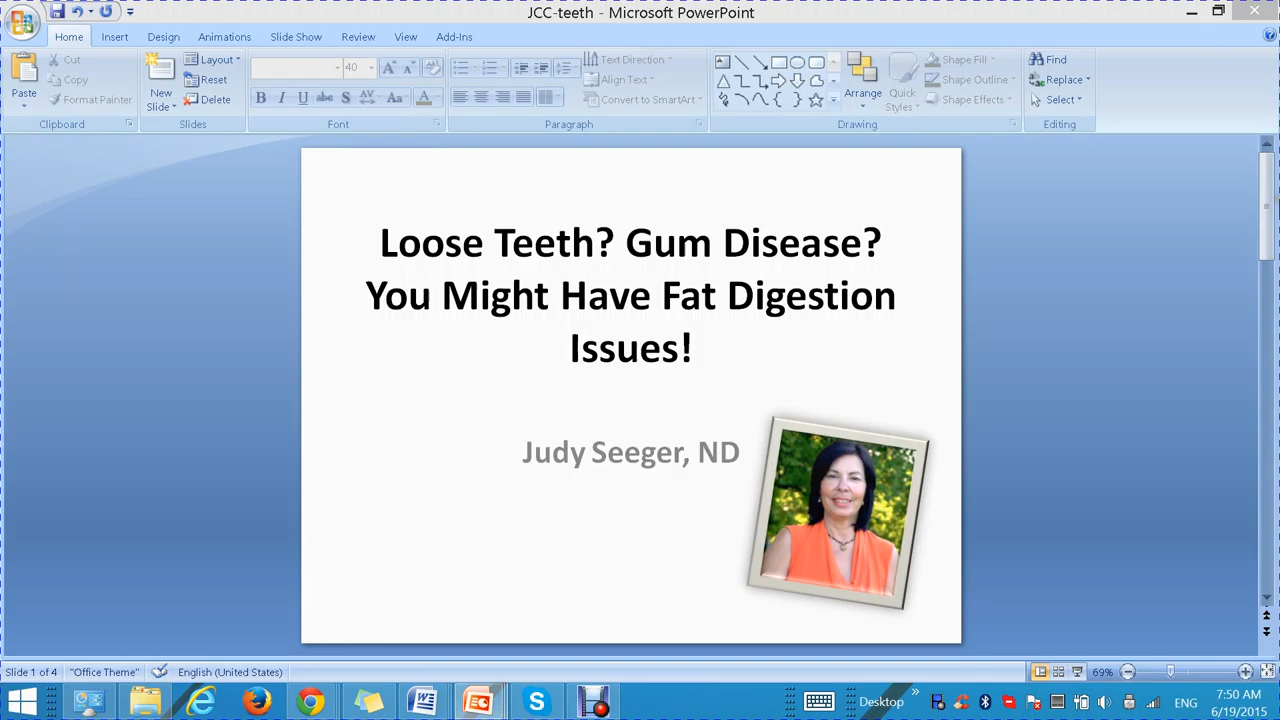 JCC-teeth - Microsoft PowerPoint
Home Insert Design Animations Slide Show Review View Add-Ins
Paste
Cut
Copy
Format Painter
Clipboard
New
Slide
Layout
Reset
Delete
Slides
40
B I U abc S AV Aa A
Font
Text Direction
Align Text
Convert to SmartArt
Paragraph
Arrange
Quick
Styles
Shape Fill
Shape Outline
Shape Effects
Drawing
Find
Replace
Select
Editing
Loose Teeth? Gum Disease?
You Might Have Fat Digestion
Issues!
Judy Seeger, ND
Slide 1 of 4 "Office Theme" English (United States) 69%
Desktop ENG 7:50 AM
6/19/2015